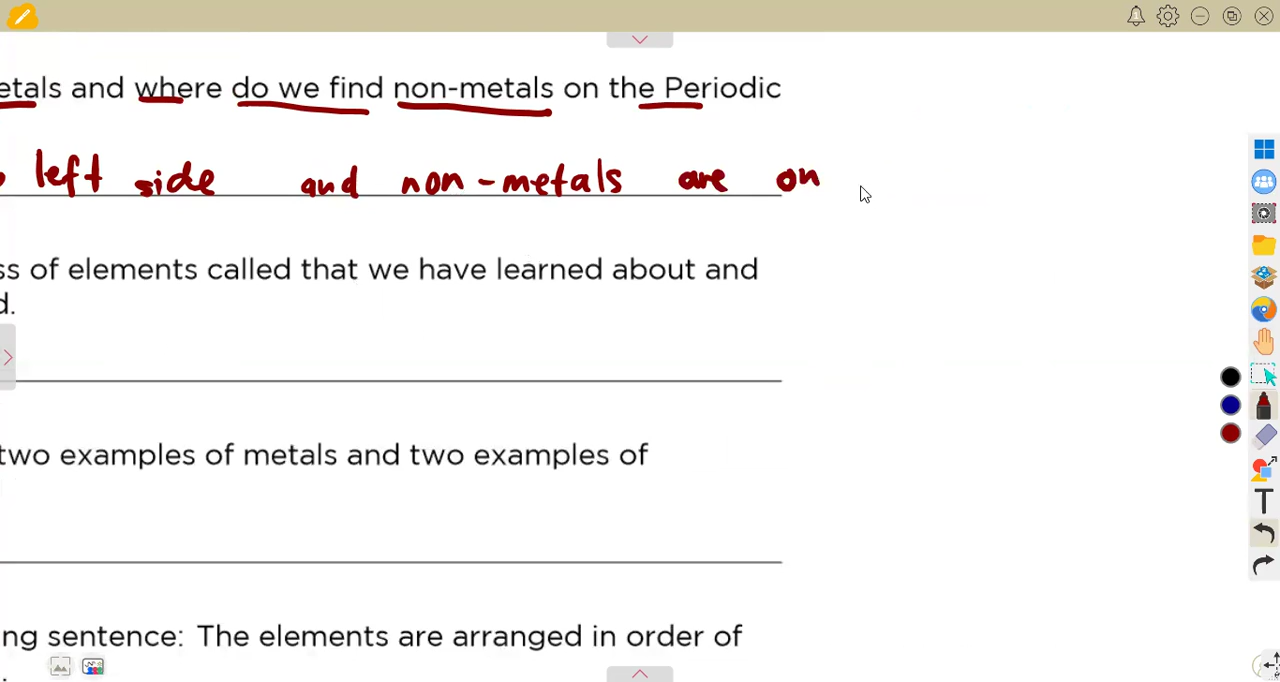 etals and where do we find non-metals on the Periodic
left side and non-metals are on
ss of elements called that we have learned about and
d.
two examples of metals and two examples of
ng sentence: The elements are arranged in order of
T